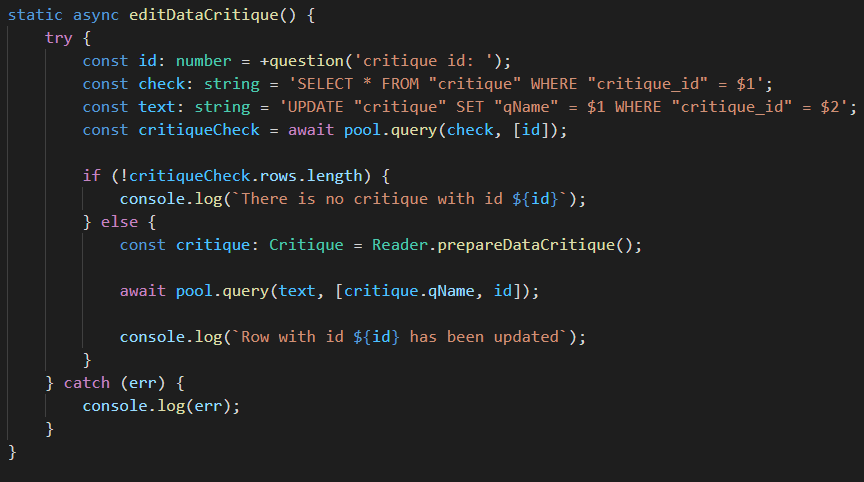 static async editDataCritique() {
    try {
        const id: number = +question('critique id: ');
        const check: string = 'SELECT * FROM "critique" WHERE "critique_id" = $1';
        const text: string = 'UPDATE "critique" SET "qName" = $1 WHERE "critique_id" = $2';
        const critiqueCheck = await pool.query(check, [id]);

        if (!critiqueCheck.rows.length) {
            console.log(`There is no critique with id ${id}`);
        } else {
            const critique: Critique = Reader.prepareDataCritique();

            await pool.query(text, [critique.qName, id]);

            console.log(`Row with id ${id} has been updated`);
        }
    } catch (err) {
        console.log(err);
    }
}